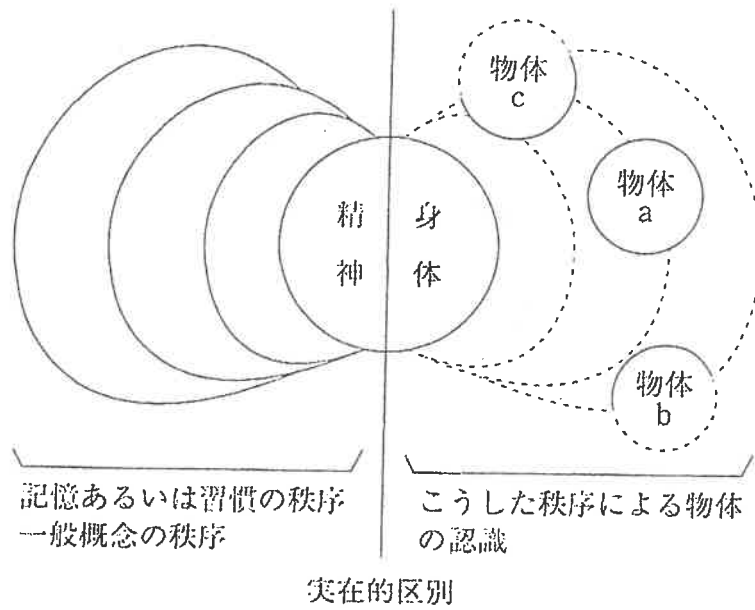 物体
c
物体
a
精 身
神 体
物体
b
記憶あるいは習慣の秩序
一般概念の秩序
こうした秩序による物体
の認識
実在的区別